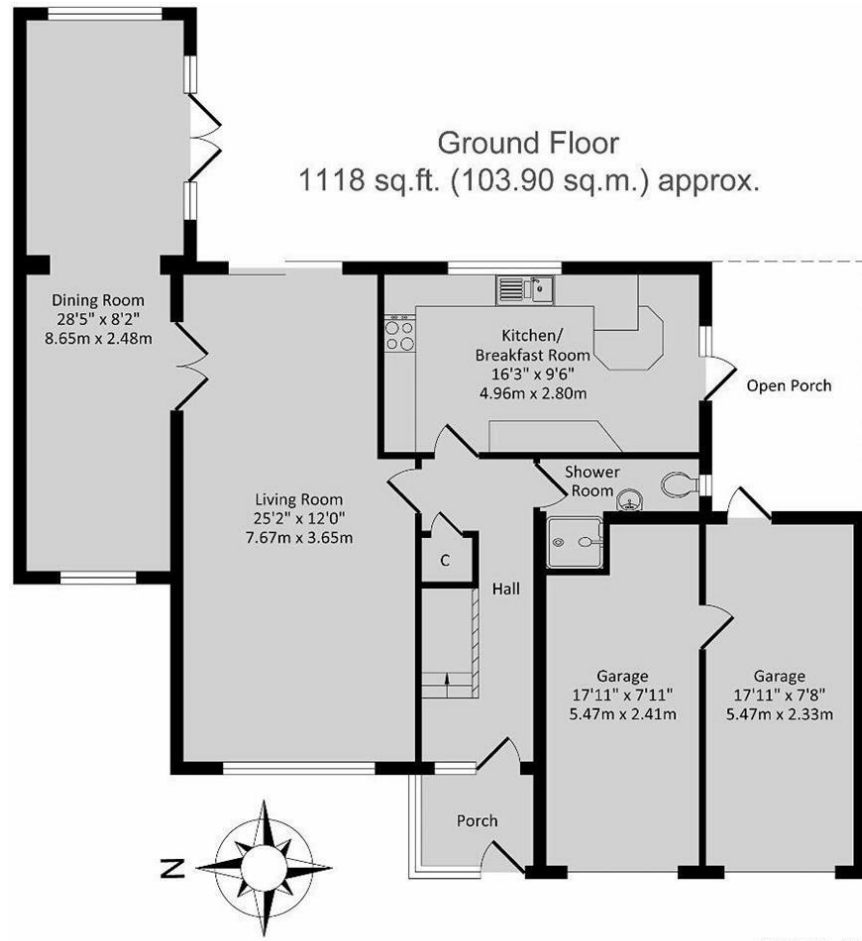 Ground Floor
1118 sq.ft. (103.90 sq.m.) approx.
Dining Room
28'5" x 8'2"
8.65m x 2.48m
Kitchen/
Breakfast Room
16'3" x 9'6"
4.96m x 2.80m
Open Porch
Shower
Room
Living Room
25'2" x 12'0"
7.67m x 3.65m
C
Hall
Garage
17'11" x 7'11"
5.47m x 2.41m
Garage
17'11" x 7'8"
5.47m x 2.33m
Porch
N